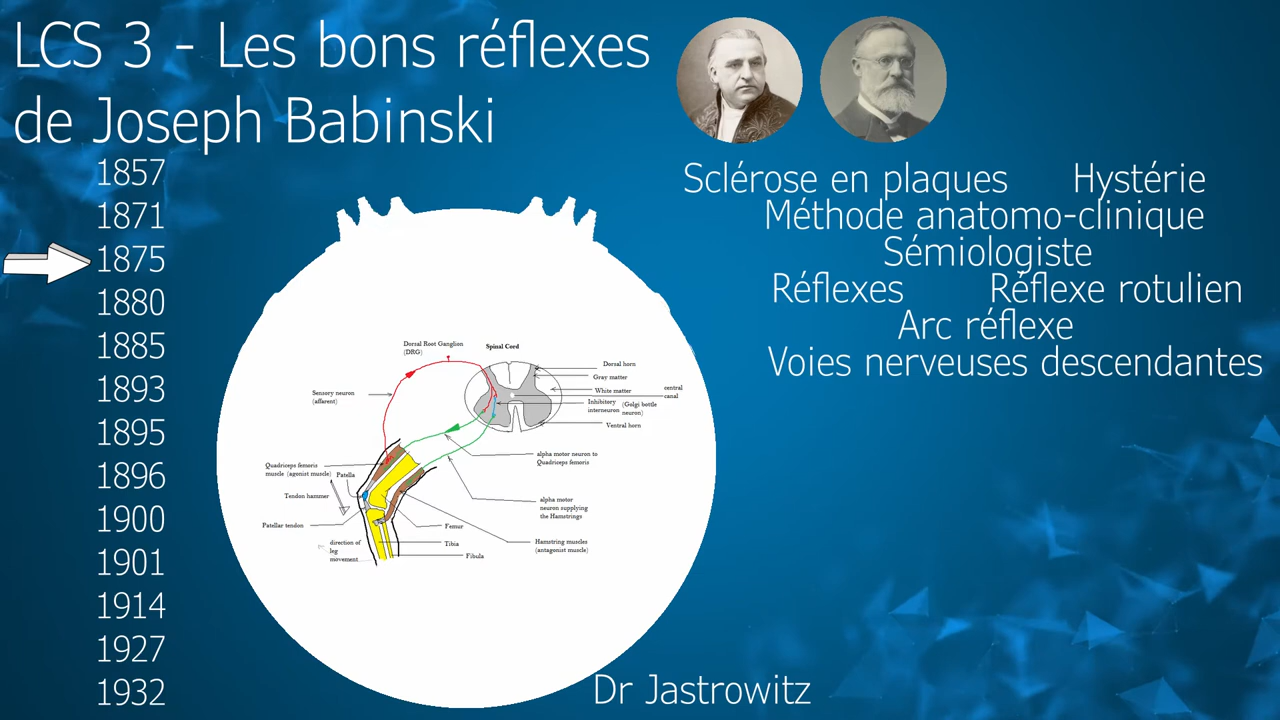 LCS 3 - Les bons réflexes
de Joseph Babinski
1857
1871
1875
1880
1885
1893
1895
1896
1900
1901
1914
1927
1932
Sclérose en plaques Hystérie
Méthode anatomo-clinique
Sémiologiste
Réflexes Réflexe rotulien
Arc réflexe
Voies nerveuses descendantes
Dorsal Root Ganglion
(DRG)
Spinal Cord
Dorsal horn
Gray matter
White matter
central
canal
Inhibitory
interneuron
(Golgi bottle
neuron)
Ventral horn
Sensory neuron
(afferent)
alpha motor neuron to
Quadriceps femoris
Quadriceps femoris
muscle (agonist muscle)
Patella
Tendon hammer
Patellar tendon
alpha motor
neuron supplying
the Hamstrings
Femur
direction of
leg
movement
Tibia
Fibula
Hamstring muscles
(antagonist muscle)
Dr Jastrowitz